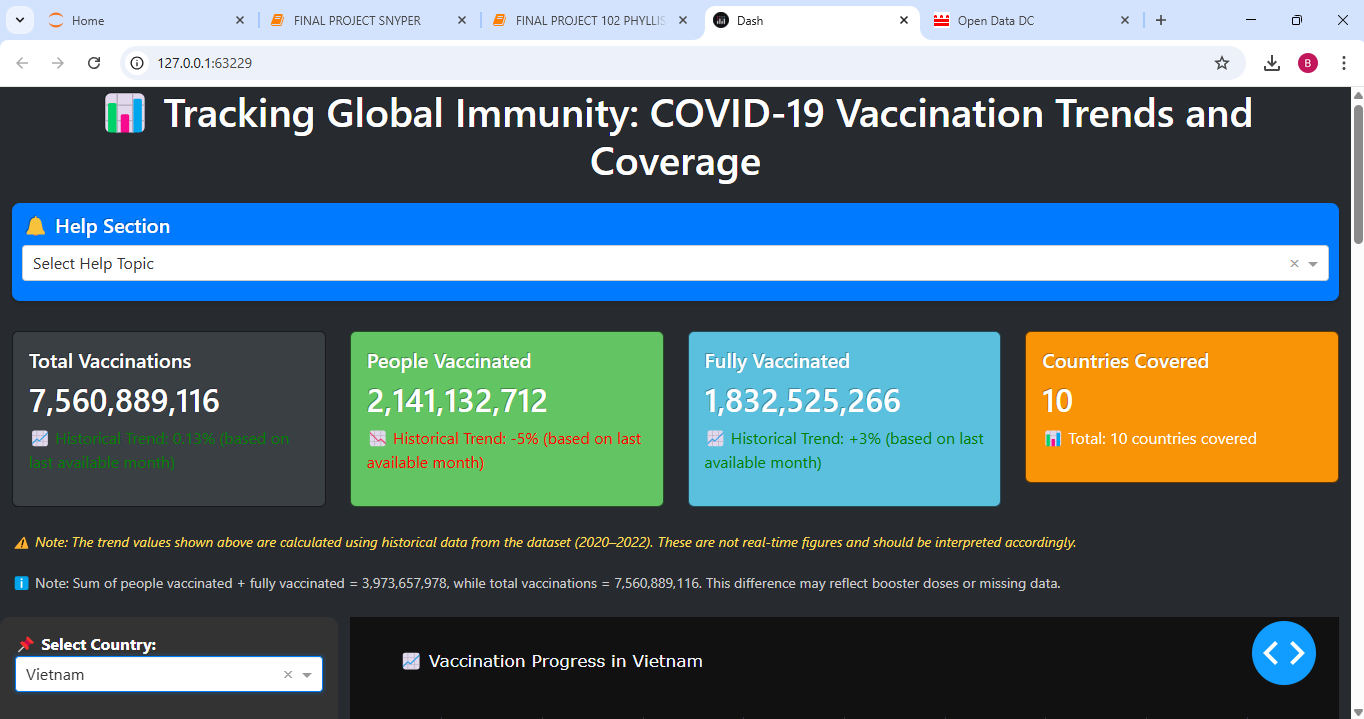 Home
FINAL PROJECT SNYPER
FINAL PROJECT 102 PHYLLIS
Dash
Open Data DC
127.0.0.1:63229
B
Tracking Global Immunity: COVID-19 Vaccination Trends and
Coverage
Help Section
Select Help Topic
Total Vaccinations
7,560,889,116
Historical Trend: 0.13% (based on
last available month)
People Vaccinated
2,141,132,712
Historical Trend: -5% (based on last
available month)
Fully Vaccinated
1,832,525,266
Historical Trend: +3% (based on last
available month)
Countries Covered
10
Total: 10 countries covered
Note: The trend values shown above are calculated using historical data from the dataset (2020–2022). These are not real-time figures and should be interpreted accordingly.
Note: Sum of people vaccinated + fully vaccinated = 3,973,657,978, while total vaccinations = 7,560,889,116. This difference may reflect booster doses or missing data.
Select Country:
Vietnam
Vaccination Progress in Vietnam